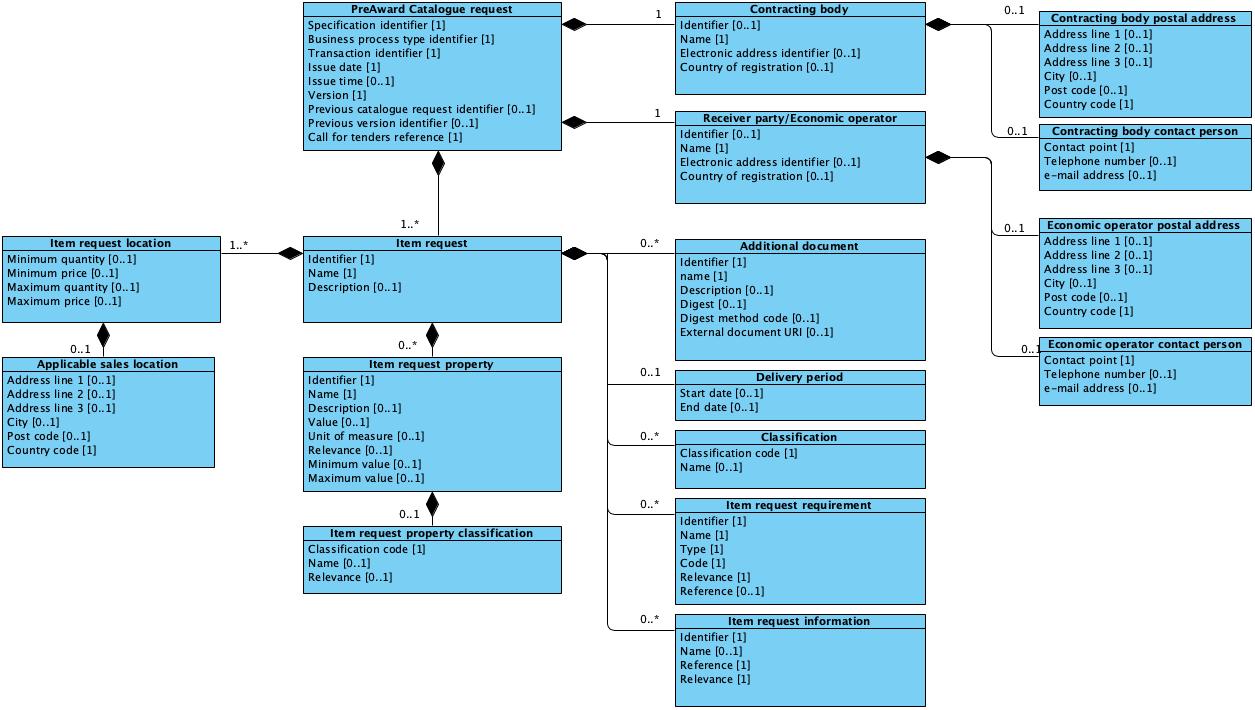 PreAward Catalogue request
Specification identifier [1]
Business process type identifier [1]
Transaction identifier [1]
Issue date [1]
Issue time [0..1]
Version [1]
Previous catalogue request identifier [0..1]
Previous version identifier [0..1]
Call for tenders reference [1]
1
1
1..*
Contracting body
Identifier [0..1]
Name [1]
Electronic address identifier [0..1]
Country of registration [0..1]
0..1
0..1
Contracting body postal address
Address line 1 [0..1]
Address line 2 [0..1]
Address line 3 [0..1]
City [0..1]
Post code [0..1]
Country code [1]
Contracting body contact person
Contact point [1]
Telephone number [0..1]
e-mail address [0..1]
Receiver party/Economic operator
Identifier [0..1]
Name [1]
Electronic address identifier [0..1]
Country of registration [0..1]
0..1
0..1
Economic operator postal address
Address line 1 [0..1]
Address line 2 [0..1]
Address line 3 [0..1]
City [0..1]
Post code [0..1]
Country code [1]
Economic operator contact person
Contact point [1]
Telephone number [0..1]
e-mail address [0..1]
Item request location
Minimum quantity [0..1]
Minimum price [0..1]
Maximum quantity [0..1]
Maximum price [0..1]
1..*
0..1
Applicable sales location
Address line 1 [0..1]
Address line 2 [0..1]
Address line 3 [0..1]
City [0..1]
Post code [0..1]
Country code [1]
Item request
Identifier [1]
Name [1]
Description [0..1]
0..*
Item request property
Identifier [1]
Name [1]
Description [0..1]
Value [0..1]
Unit of measure [0..1]
Relevance [0..1]
Minimum value [0..1]
Maximum value [0..1]
0..1
Item request property classification
Classification code [1]
Name [0..1]
Relevance [0..1]
0..*
Additional document
Identifier [1]
name [1]
Description [0..1]
Digest [0..1]
Digest method code [0..1]
External document URI [0..1]
0..1
Delivery period
Start date [0..1]
End date [0..1]
0..*
Classification
Classification code [1]
Name [0..1]
0..*
Item request requirement
Identifier [1]
Name [1]
Type [1]
Code [1]
Relevance [1]
Reference [0..1]
0..*
Item request information
Identifier [1]
Name [0..1]
Reference [1]
Relevance [1]